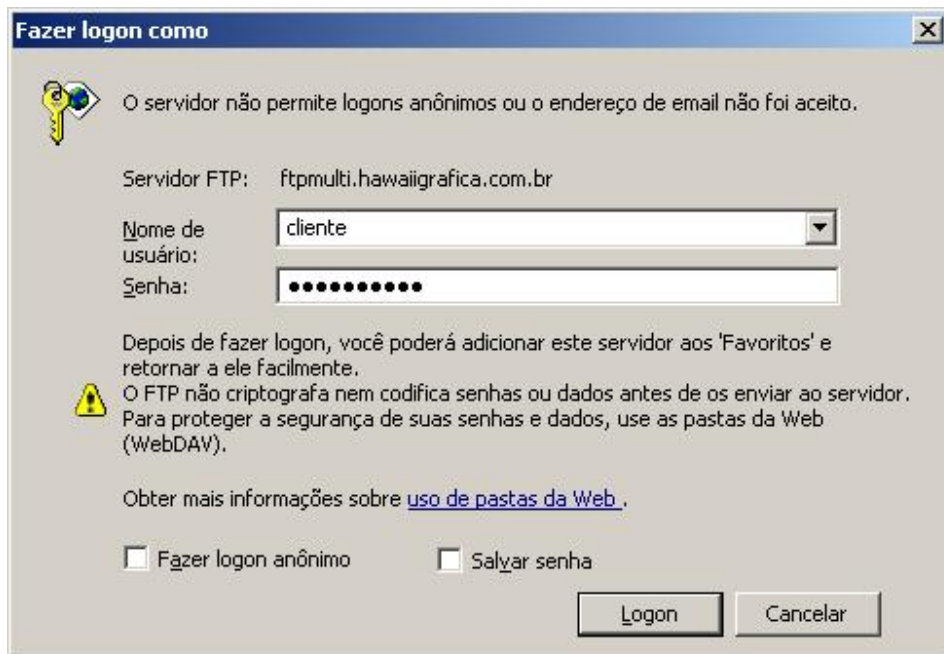 Fazer logon como
O servidor não permite logons anônimos ou o endereço de email não foi aceito.
Servidor FTP: ftpmulti.hawaiigrafica.com.br
Nome de usuário: cliente
Senha: ●●●●●●●●●●
Depois de fazer logon, você poderá adicionar este servidor aos 'Favoritos' e
retornar a ele facilmente.
O FTP não criptografa nem codifica senhas ou dados antes de os enviar ao servidor.
Para proteger a segurança de suas senhas e dados, use as pastas da Web
(WebDAV).
Obter mais informações sobre uso de pastas da Web .
Fazer logon anônimo Salvar senha
Logon Cancelar